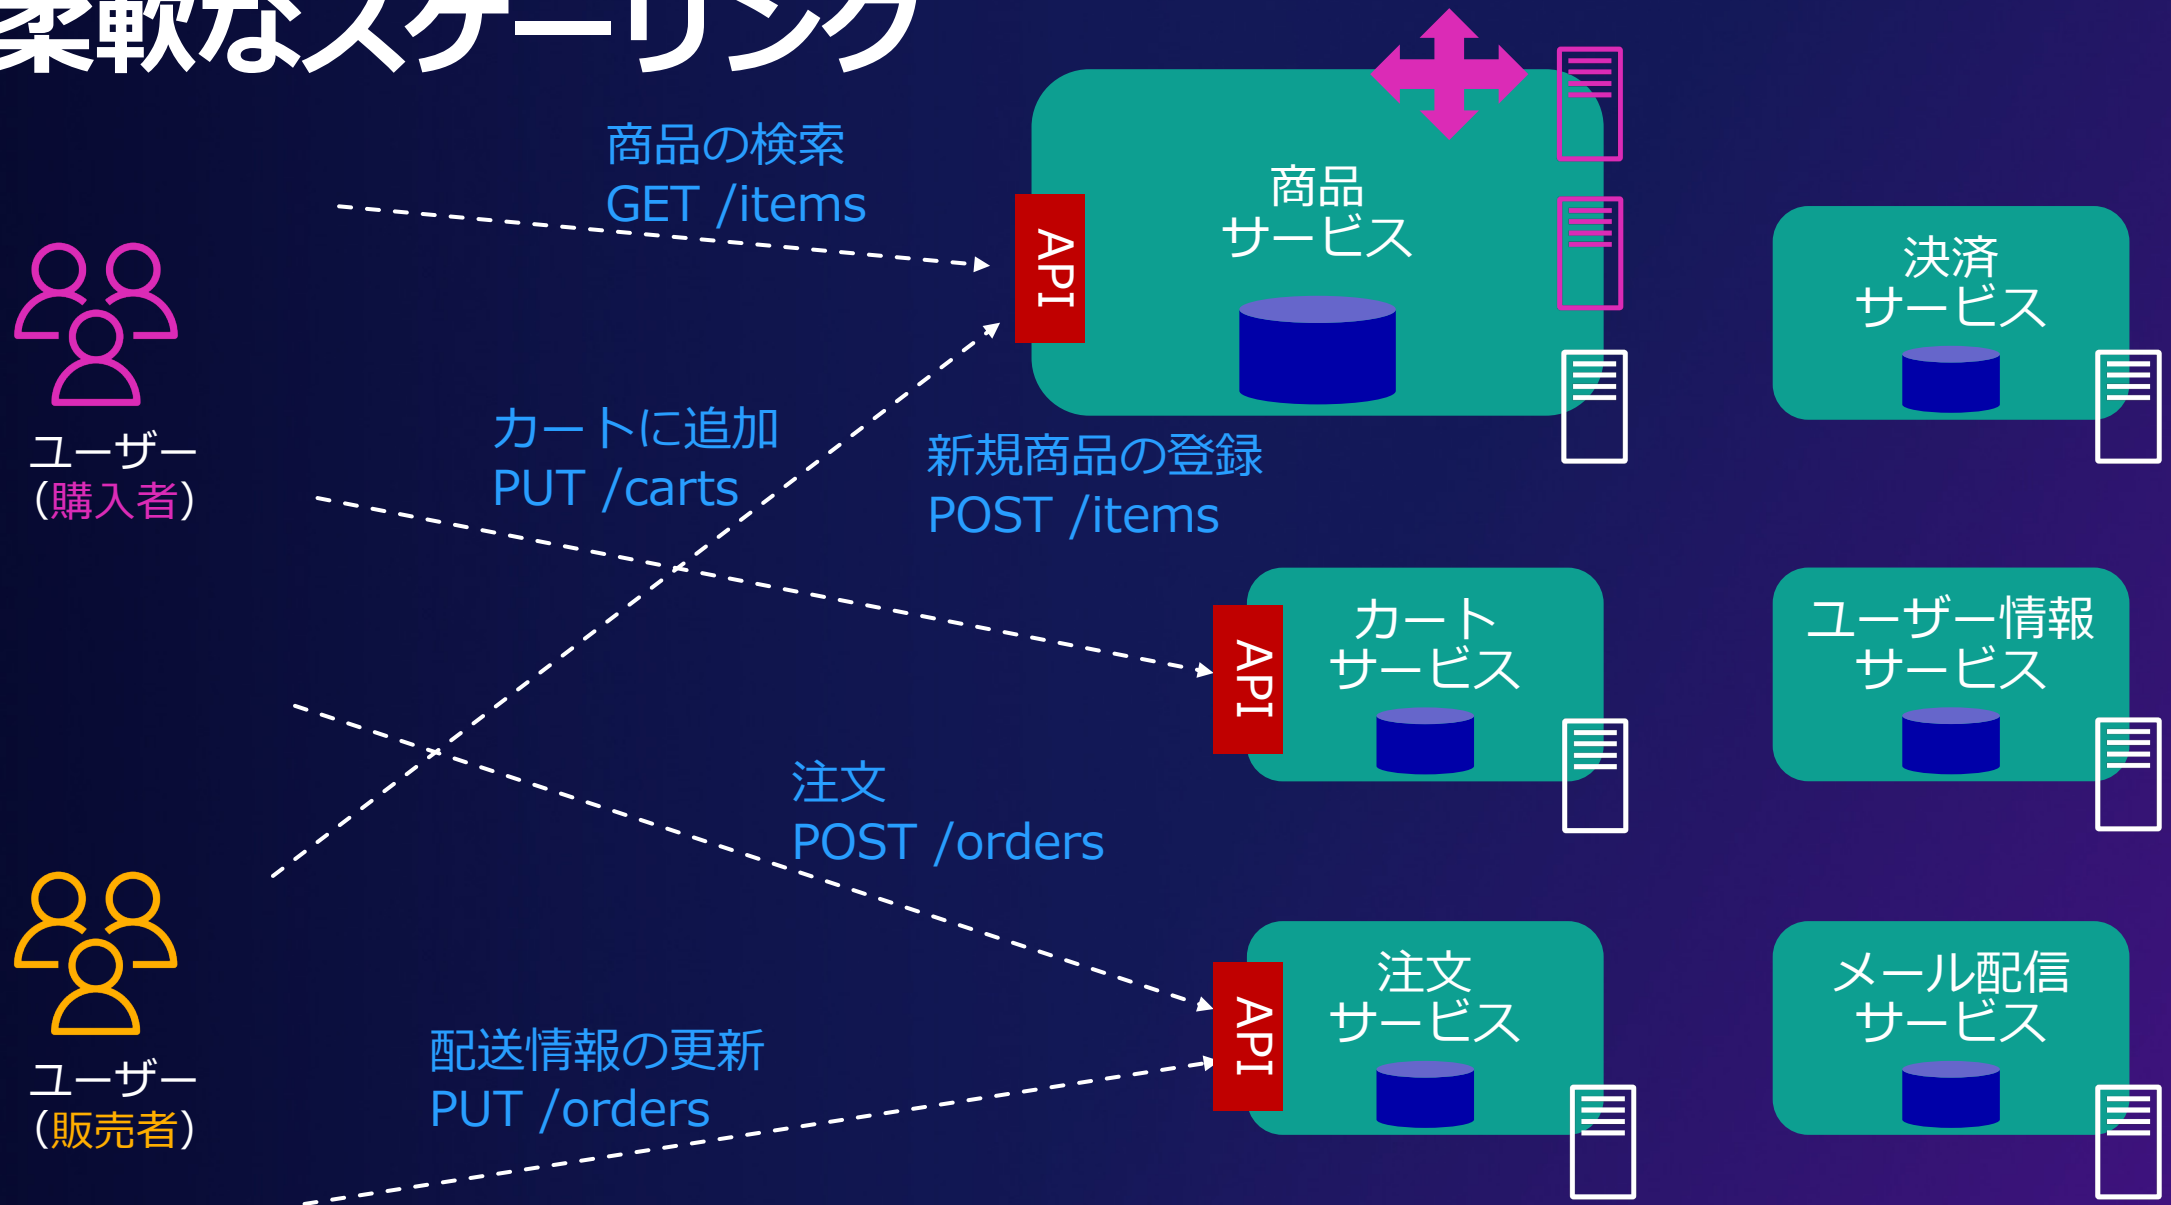 柔軟なスケーリング
商品の検索
GET /items
商品
サービス
API
決済
サービス
ユーザー
（購入者）
カートに追加
PUT /carts
新規商品の登録
POST /items
カート
サービス
API
ユーザー情報
サービス
注文
POST /orders
注文
サービス
API
メール配信
サービス
ユーザー
（販売者）
配送情報の更新
PUT /orders